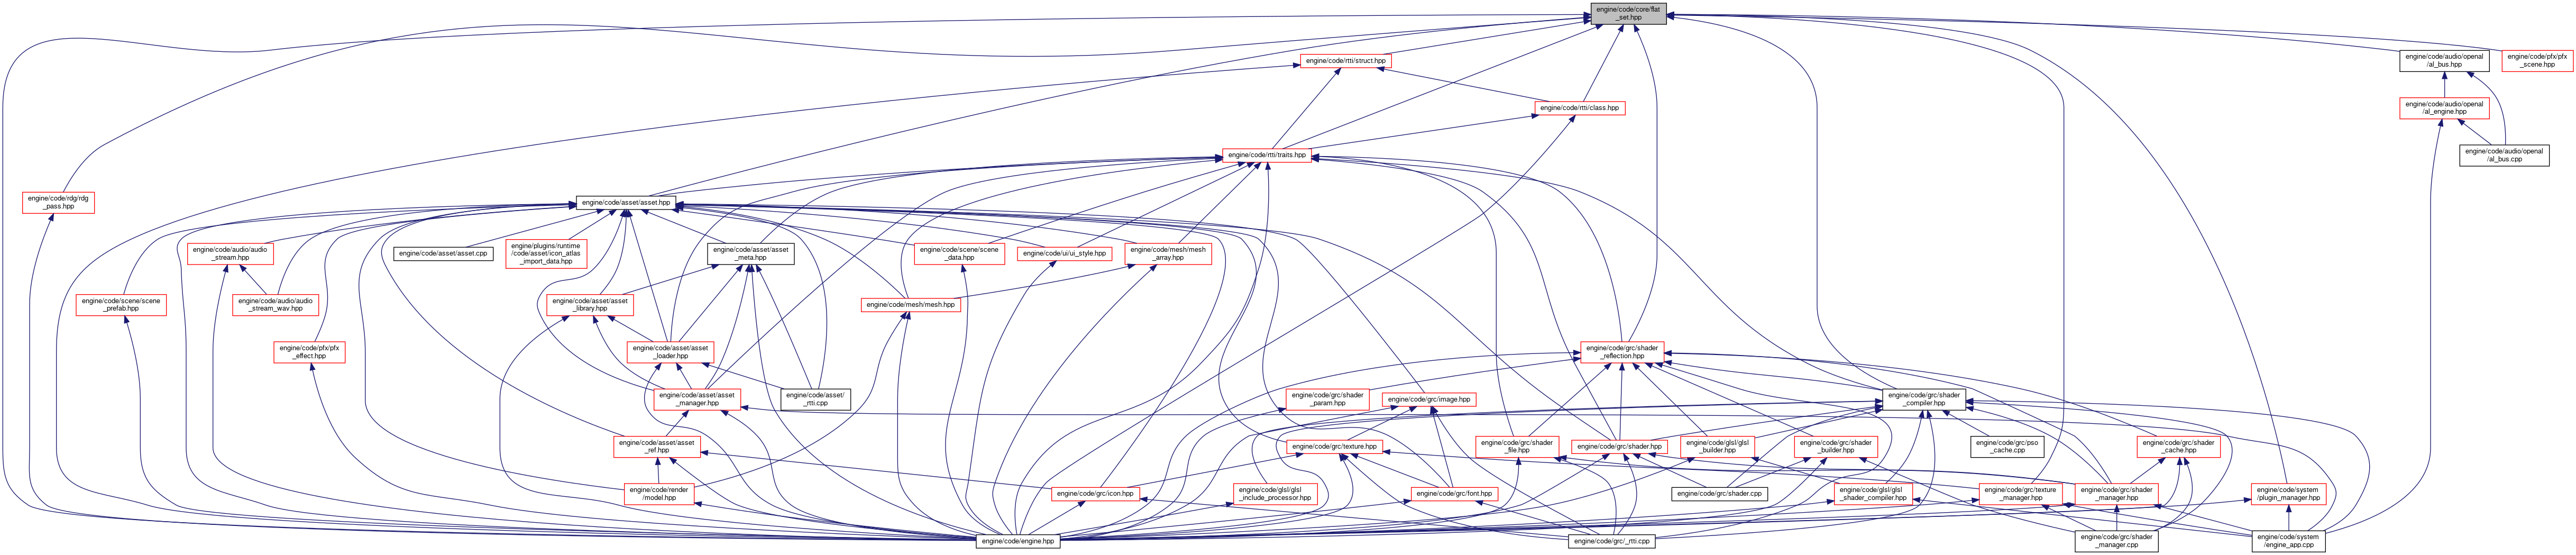 engine/code/core/flat
_set.hpp
engine/code/rtti/struct.hpp
engine/code/audio/openal
/al_bus.hpp
engine/code/pfx/pfx
_scene.hpp
engine/code/rtti/class.hpp
engine/code/audio/openal
/al_engine.hpp
engine/code/rtti/traits.hpp
engine/code/audio/openal
/al_bus.cpp
engine/code/rdg/rdg
_pass.hpp
engine/code/asset/asset.hpp
engine/code/audio/audio
_stream.hpp
engine/code/asset/asset.cpp
engine/plugins/runtime
/code/asset/icon_atlas
_import_data.hpp
engine/code/asset/asset
_meta.hpp
engine/code/scene/scene
_data.hpp
engine/code/ui/ui_style.hpp
engine/code/mesh/mesh
_array.hpp
engine/code/scene/scene
_prefab.hpp
engine/code/audio/audio
_stream_wav.hpp
engine/code/asset/asset
_library.hpp
engine/code/mesh/mesh.hpp
engine/code/pfx/pfx
_effect.hpp
engine/code/asset/asset
_loader.hpp
engine/code/grc/shader
_reflection.hpp
engine/code/asset/asset
_manager.hpp
engine/code/asset/
_rtti.cpp
engine/code/grc/shader
_param.hpp
engine/code/grc/image.hpp
engine/code/grc/shader
_compiler.hpp
engine/code/asset/asset
_ref.hpp
engine/code/grc/texture.hpp
engine/code/grc/shader
_file.hpp
engine/code/grc/shader.hpp
engine/code/glsl/glsl
_builder.hpp
engine/code/grc/shader
_builder.hpp
engine/code/grc/pso
_cache.cpp
engine/code/grc/shader
_cache.hpp
engine/code/render
/model.hpp
engine/code/grc/icon.hpp
engine/code/glsl/glsl
_include_processor.hpp
engine/code/grc/font.hpp
engine/code/grc/shader.cpp
engine/code/glsl/glsl
_shader_compiler.hpp
engine/code/grc/texture
_manager.hpp
engine/code/grc/shader
_manager.hpp
engine/code/system
/plugin_manager.hpp
engine/code/engine.hpp
engine/code/grc/_rtti.cpp
engine/code/grc/shader
_manager.cpp
engine/code/system
/engine_app.cpp